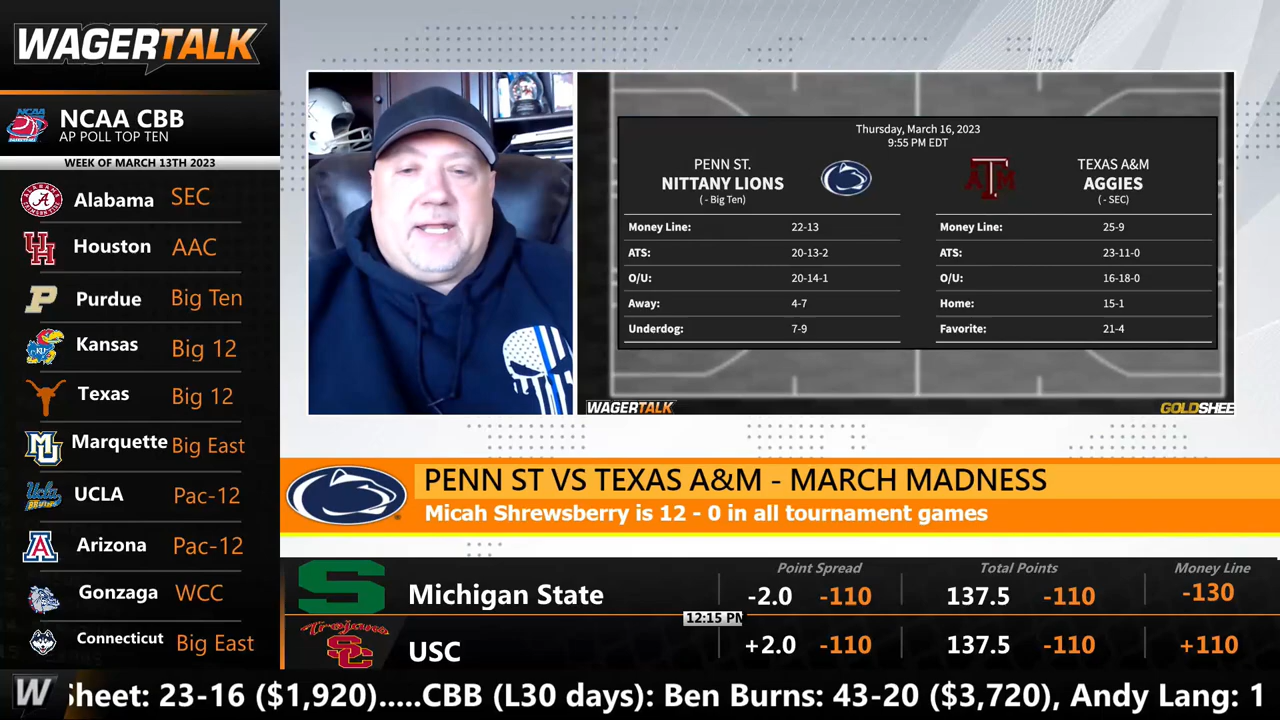 WAGERTALK
NCAA
NCAA CBB
AP POLL TOP TEN
WEEK OF MARCH 13TH 2023
Alabama SEC
Houston AAC
Purdue Big Ten
Kansas Big 12
Texas Big 12
Marquette Big East
UCLA Pac-12
Arizona Pac-12
Gonzaga WCC
Connecticut Big East
Thursday, March 16, 2023
9:55 PM EDT
PENN ST.
NITTANY LIONS
( - Big Ten)
TEXAS A&M
AGGIES
( - SEC)
Money Line: 22-13
ATS: 20-13-2
O/U: 20-14-1
Away: 4-7
Underdog: 7-9
Money Line: 25-9
ATS: 23-11-0
O/U: 16-18-0
Home: 15-1
Favorite: 21-4
WAGERTALK
GOLDSHEE
PENN ST VS TEXAS A&M - MARCH MADNESS
Micah Shrewsberry is 12 - 0 in all tournament games
Point Spread Total Points Money Line
Michigan State -2.0 -110 137.5 -110 -130
12:15 PM
Trojans
SC
USC +2.0 -110 137.5 -110 +110
W Sheet: 23-16 ($1,920).....CBB (L30 days): Ben Burns: 43-20 ($3,720), Andy Lang: 1